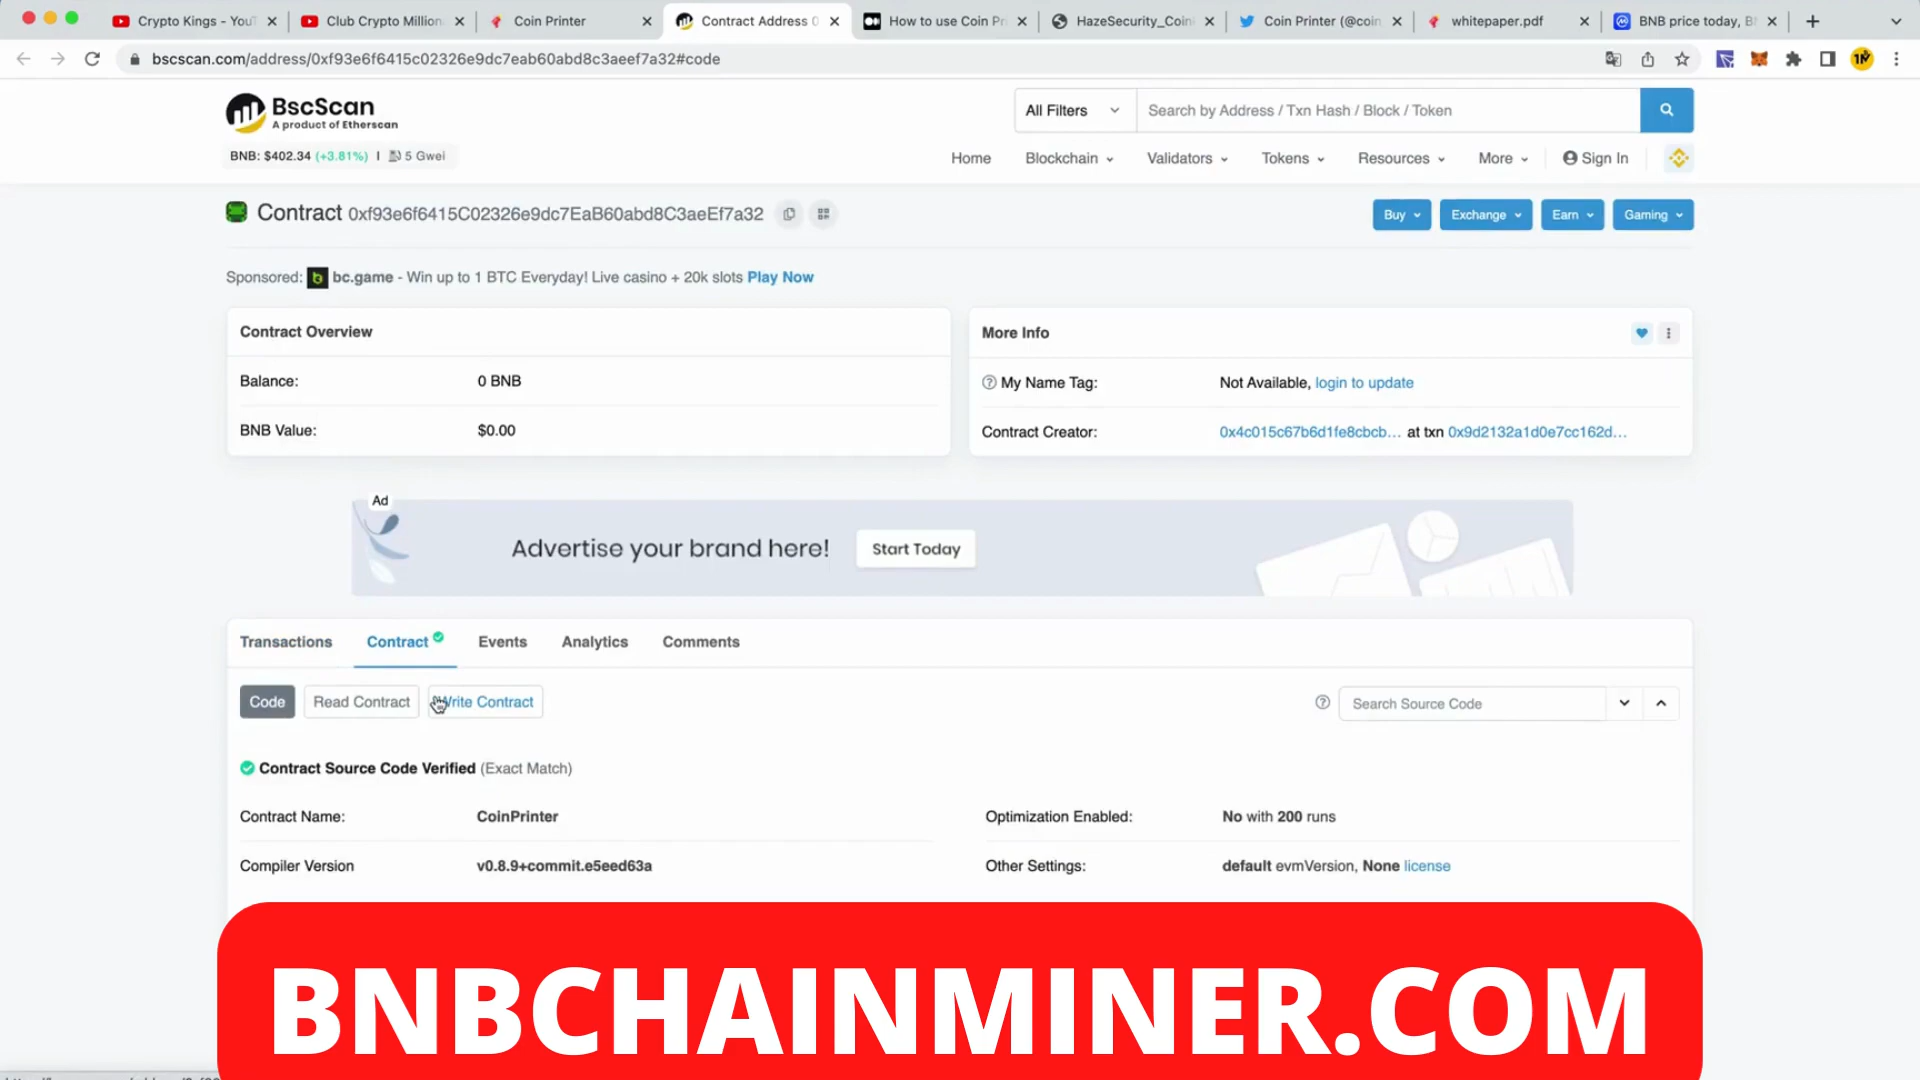 Crypto Kings - YouT
Club Crypto Million
Coin Printer
Contract Address 0
How to use Coin Pr
HazeSecurity_Coin
Coin Printer (@coin
whitepaper.pdf
BNB price today, B
bscscan.com/address/0xf93e6f6415c02326e9dc7eab60abd8c3aeef7a32#code
BscScan
A product of Etherscan
All Filters
Search by Address / Txn Hash / Block / Token
BNB: $402.34 (+3.81%) | 5 Gwei
Home Blockchain Validators Tokens Resources More Sign In
Contract 0xf93e6f6415C02326e9dc7EaB60abd8C3aeEf7a32
Buy Exchange Earn Gaming
Sponsored: bc.game - Win up to 1 BTC Everyday! Live casino + 20k slots Play Now
Contract Overview
Balance: 0 BNB
BNB Value: $0.00
More Info
My Name Tag: Not Available, login to update
Contract Creator: 0x4c015c67b6d1fe8cbcb... at txn 0x9d2132a1d0e7cc162d...
Ad
Advertise your brand here! Start Today
Transactions Contract Events Analytics Comments
Code Read Contract Write Contract
Search Source Code
Contract Source Code Verified (Exact Match)
Contract Name: CoinPrinter
Optimization Enabled: No with 200 runs
Compiler Version v0.8.9+commit.e5eed63a
Other Settings: default evmVersion, None license
BNBCHAINMINER.COM